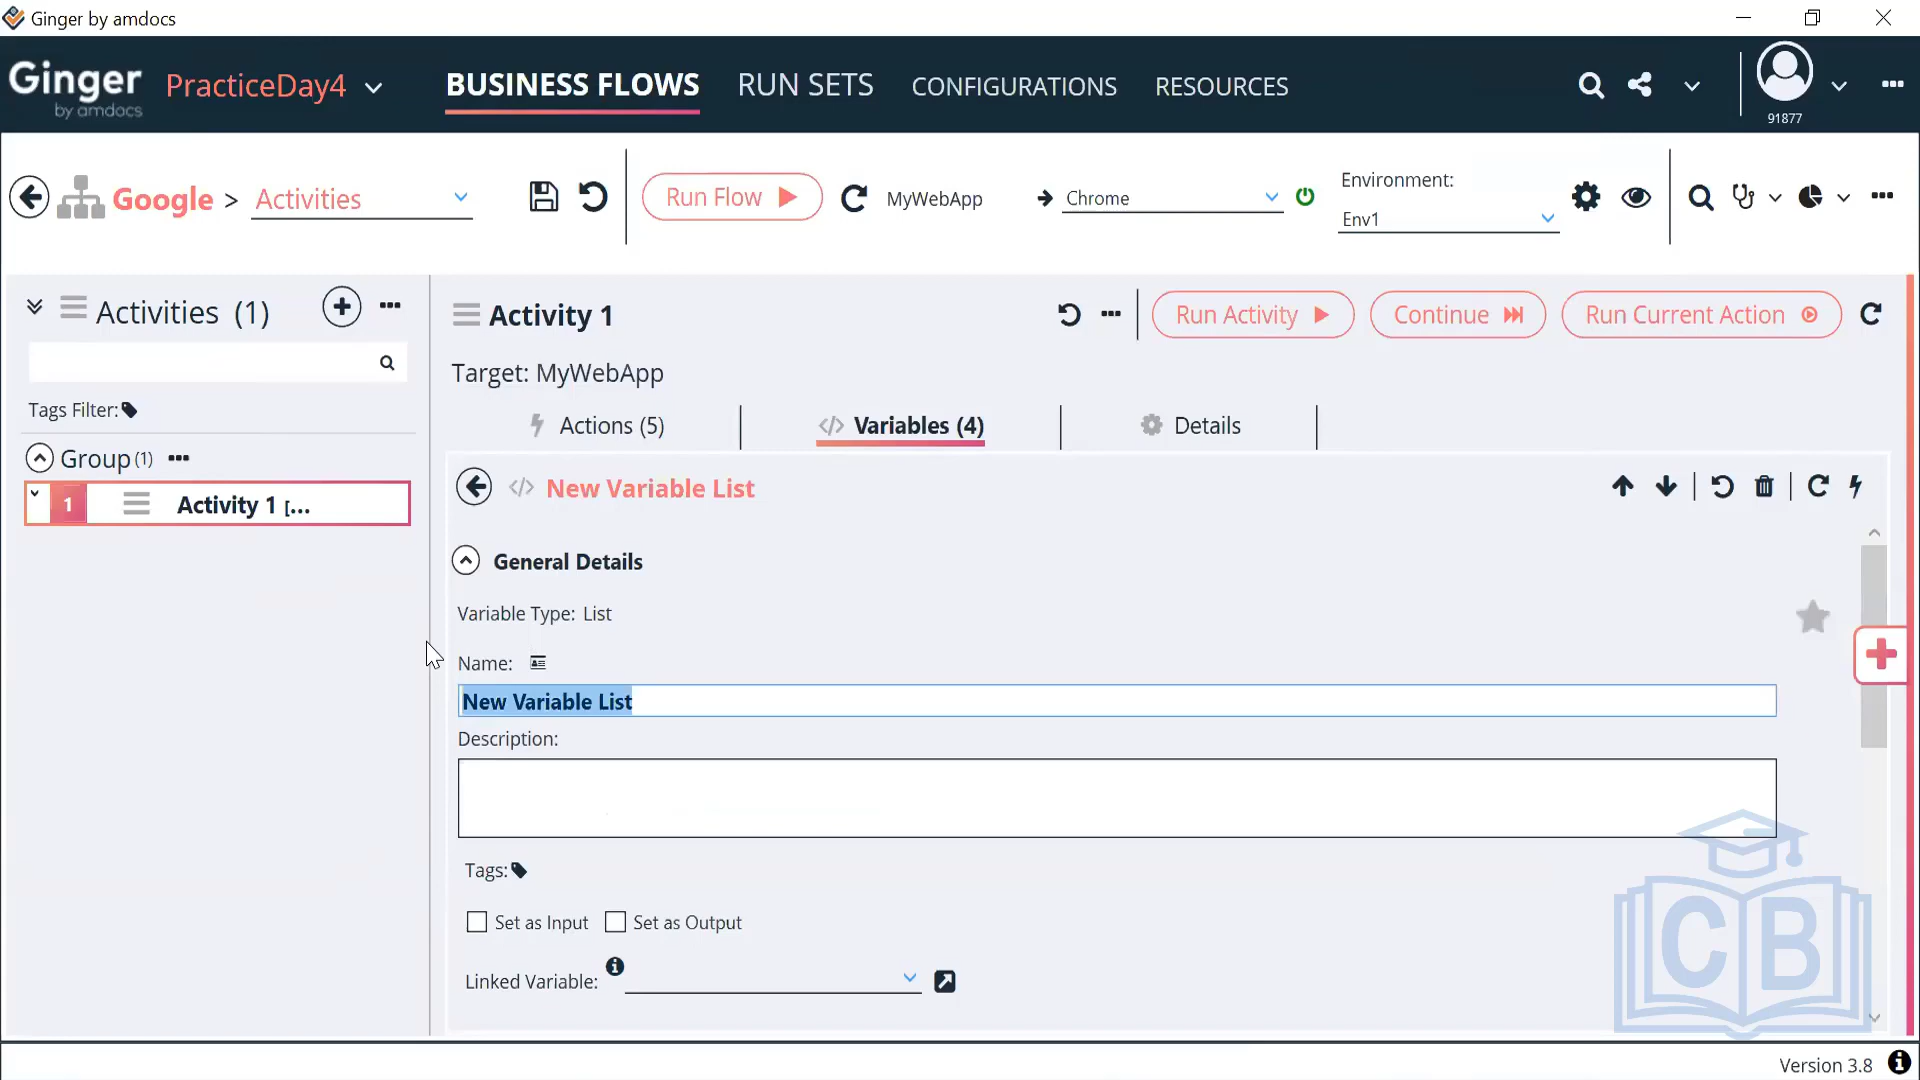 Ginger by amdocs
Ginger by amdocs
PracticeDay4
BUSINESS FLOWS
RUN SETS
CONFIGURATIONS
RESOURCES
91877
Google > Activities
Run Flow
MyWebApp
Chrome
Environment:
Env1
Activities (1)
Tags Filter:
Group (1)
1 Activity 1 [...
Activity 1
Run Activity
Continue
Run Current Action
Target: MyWebApp
Actions (5)
Variables (4)
Details
New Variable List
General Details
Variable Type: List
Name:
New Variable List
Description:
Tags:
Set as Input
Set as Output
Linked Variable:
CB
Version 3.8